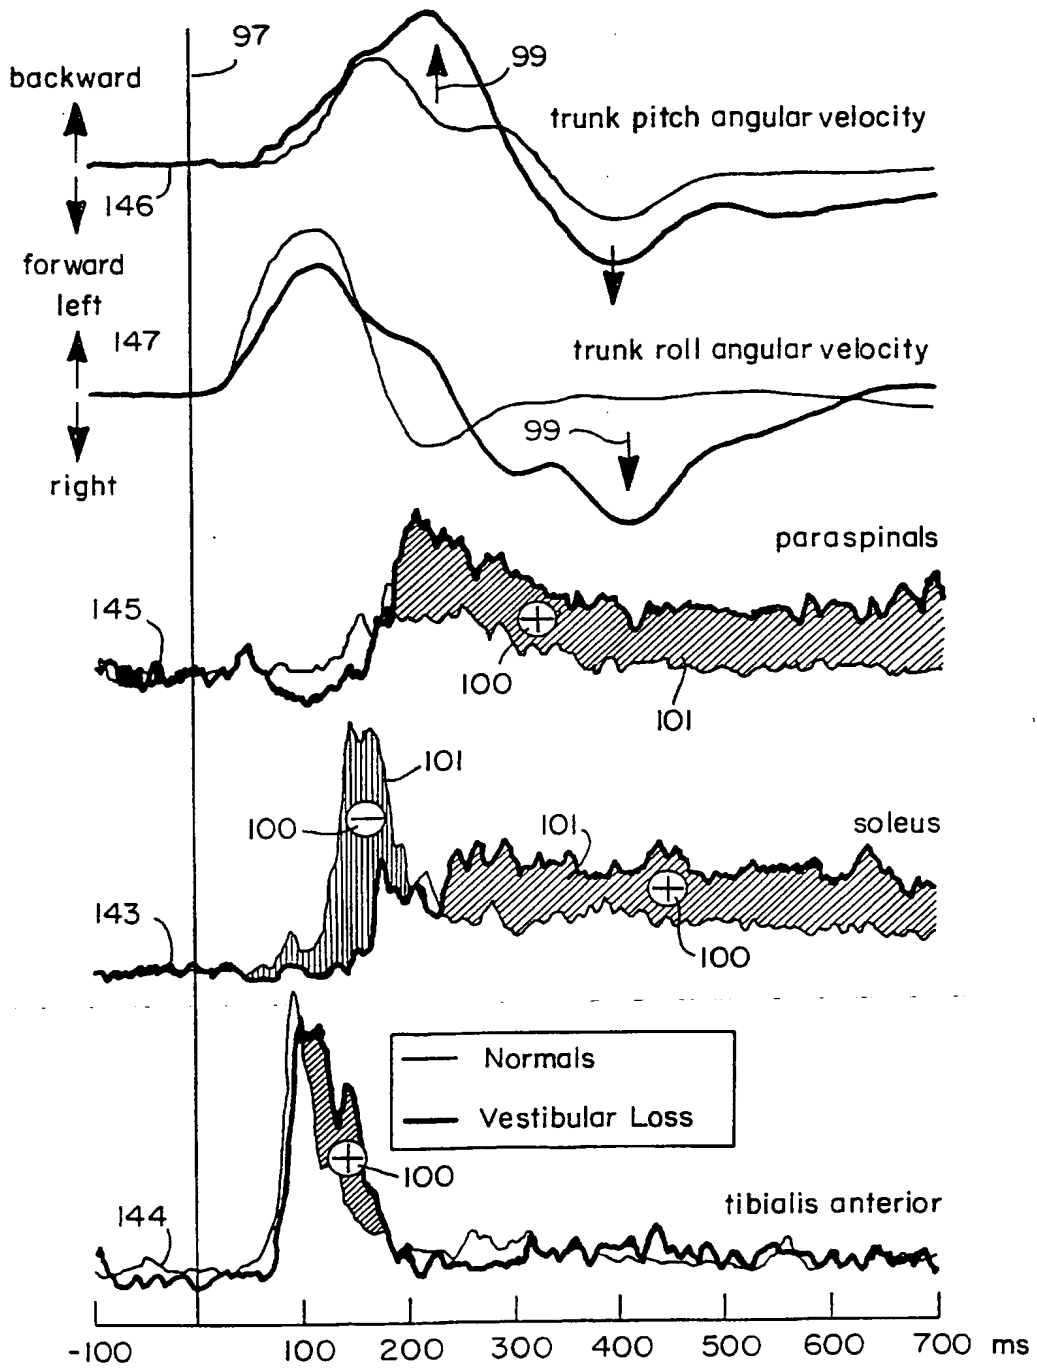 97
backward
99
trunk pitch angular velocity
146
forward
left
147
trunk roll angular velocity
99
right
paraspinals
145
100
101
101
100
101
soleus
143
100
Normals
Vestibular Loss
100
144
tibialis anterior
-100 100 200 300 400 500 600 700 ms